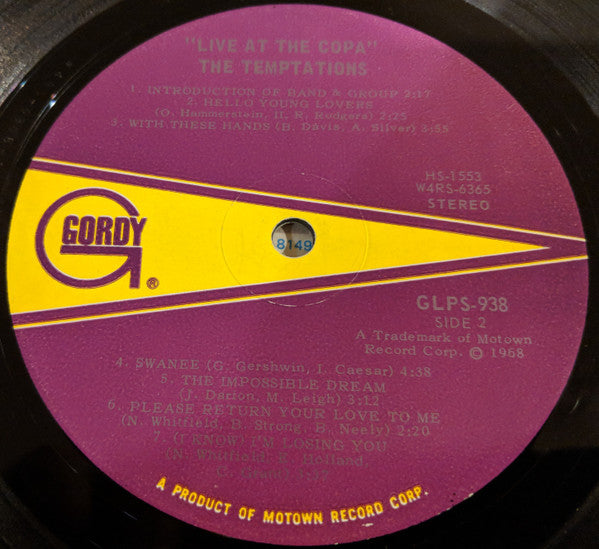 "LIVE AT THE COPA"
THE TEMPTATIONS
1. INTRODUCTION OF BAND & GROUP 2:17
2. HELLO YOUNG LOVERS
(O. Hammerstein, II. R. Rodgers) 2:25
3. WITH THESE HANDS (B. Davis, A. Silver) 3:55
HS-1553
W4RS-6365
STEREO
GORDY
®
8149
GLPS-938
SIDE 2
A Trademark of Motown
Record Corp. © 1968
4. SWANEE (G. Gershwin, I. Caesar) 4:38
5. THE IMPOSSIBLE DREAM
(J. Darion, M. Leigh) 3:12
6. PLEASE RETURN YOUR LOVE TO ME
(N. Whitfield, B. Strong, B. Neely) 2:20
7. (I KNOW) I'M LOSING YOU
(N. Whitfield, E. Holland,
C. Grant)
A PRODUCT OF MOTOWN RECORD CORP.